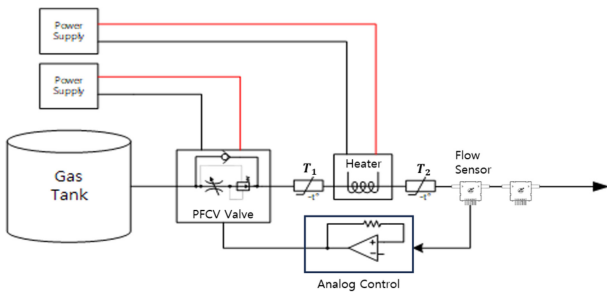 Power
Supply
Power
Supply
Gas
Tank
PFCV Valve
T₁
-t°
Heater
T₂
-t°
Flow
Sensor
+
−
Analog Control